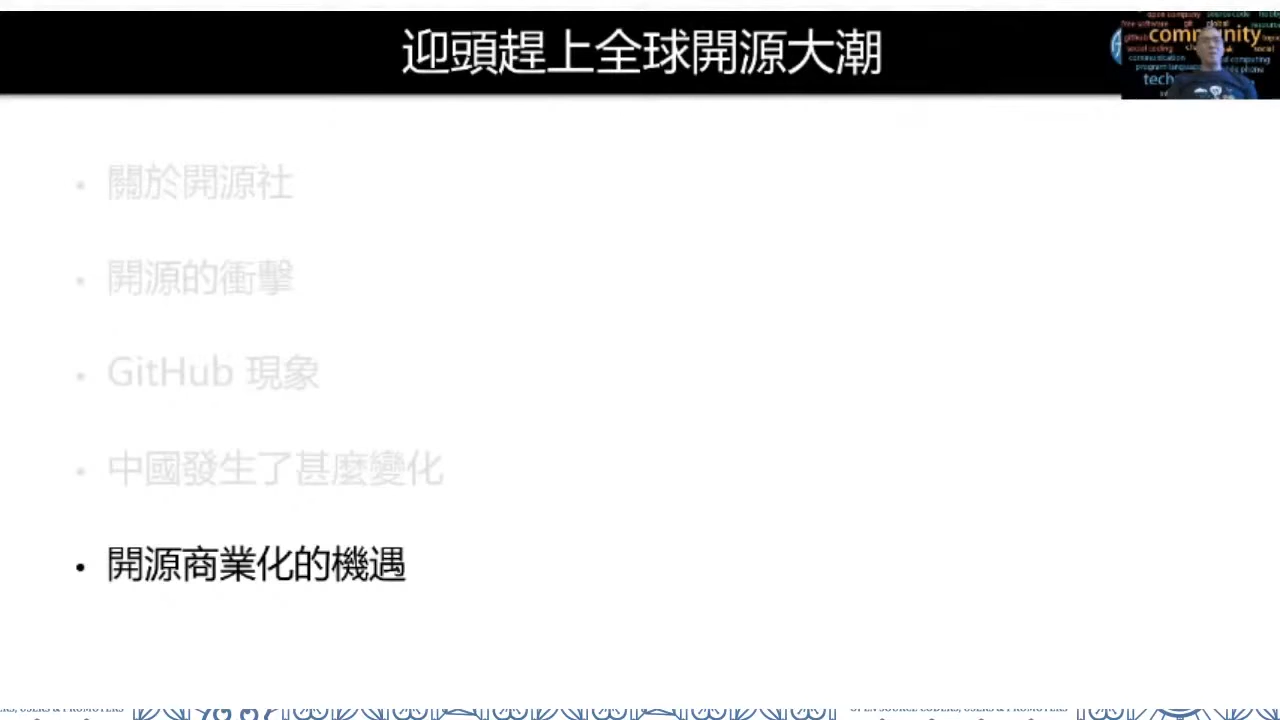 迎頭趕上全球開源大潮
community
tech
• 關於開源社
• 開源的衝擊
• GitHub 現象
• 中國發生了甚麼變化
• 開源商業化的機遇